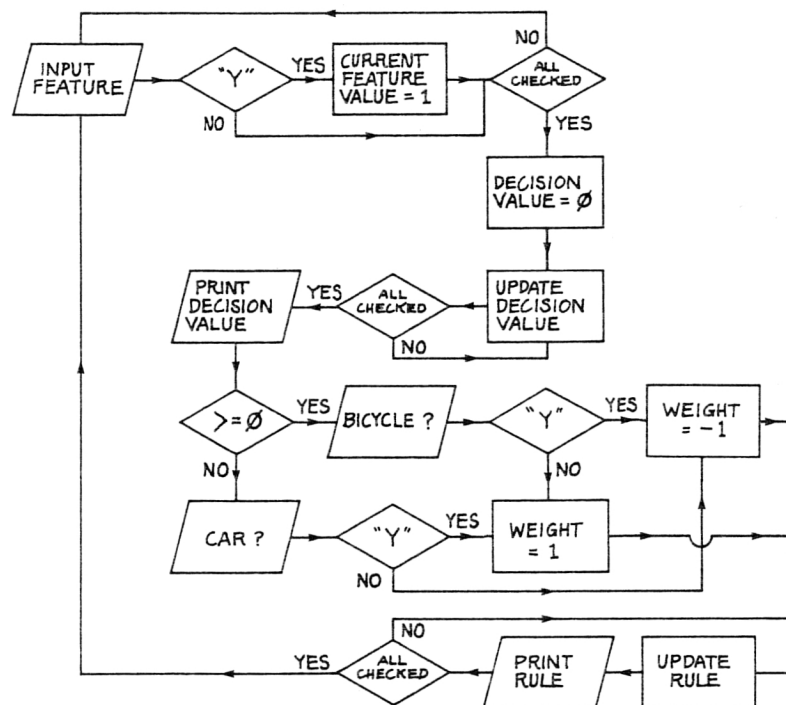 NO
INPUT
FEATURE
"Y"
YES
CURRENT
FEATURE
VALUE = 1
ALL
CHECKED
NO
YES
DECISION
VALUE = Ø
PRINT
DECISION
VALUE
YES
ALL
CHECKED
UPDATE
DECISION
VALUE
NO
> = Ø
YES
BICYCLE ?
"Y"
YES
WEIGHT
= -1
NO
NO
CAR ?
"Y"
YES
WEIGHT
= 1
NO
NO
YES
ALL
CHECKED
PRINT
RULE
UPDATE
RULE